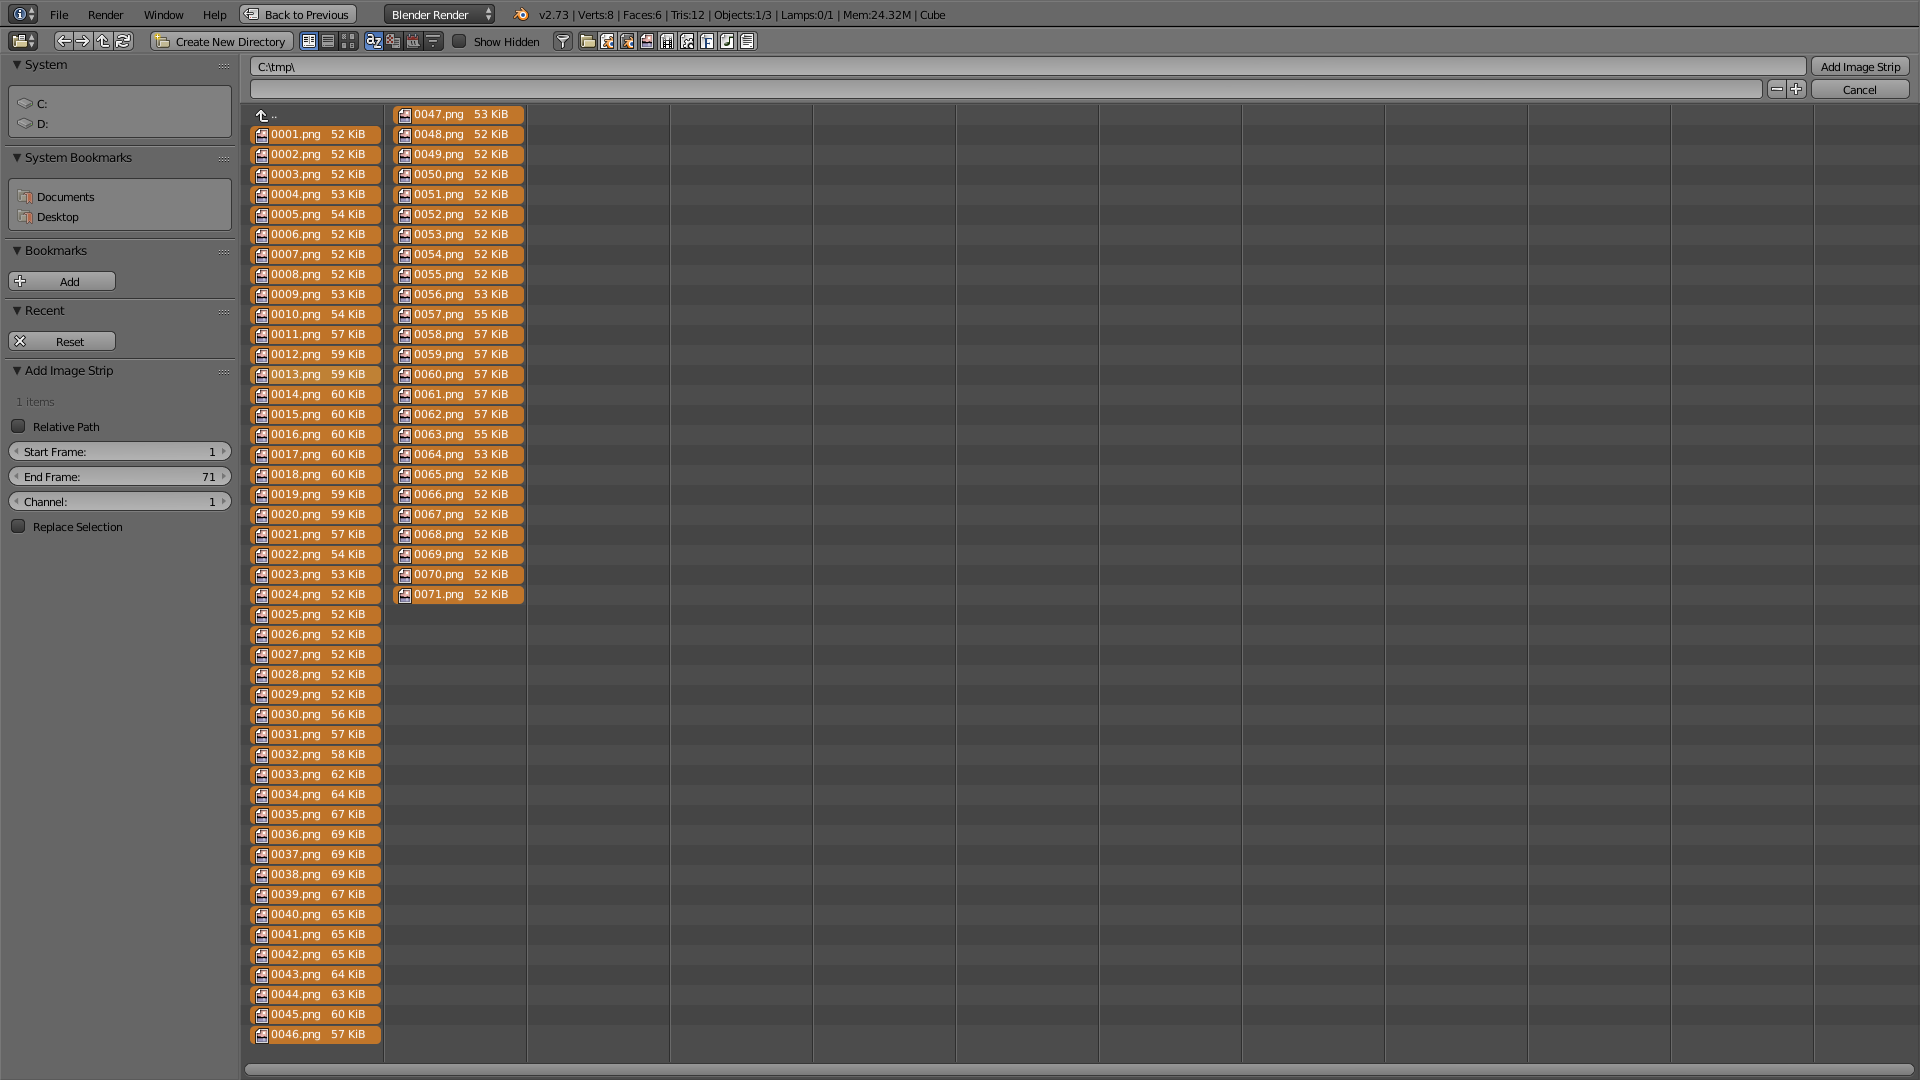 File Render Window Help Back to Previous Blender Render v2.73 | Verts:8 | Faces:6 | Tris:12 | Objects:1/3 | Lamps:0/1 | Mem:24.32M | Cube
Create New Directory Show Hidden
System
C:
D:
System Bookmarks
Documents
Desktop
Bookmarks
Add
Recent
Reset
Add Image Strip
1 items
Relative Path
Start Frame: 1
End Frame: 71
Channel: 1
Replace Selection
C:\tmp\
Add Image Strip
Cancel
..
0001.png 52 KiB
0002.png 52 KiB
0003.png 52 KiB
0004.png 53 KiB
0005.png 54 KiB
0006.png 52 KiB
0007.png 52 KiB
0008.png 52 KiB
0009.png 53 KiB
0010.png 54 KiB
0011.png 57 KiB
0012.png 59 KiB
0013.png 59 KiB
0014.png 60 KiB
0015.png 60 KiB
0016.png 60 KiB
0017.png 60 KiB
0018.png 60 KiB
0019.png 59 KiB
0020.png 59 KiB
0021.png 57 KiB
0022.png 54 KiB
0023.png 53 KiB
0024.png 52 KiB
0025.png 52 KiB
0026.png 52 KiB
0027.png 52 KiB
0028.png 52 KiB
0029.png 52 KiB
0030.png 56 KiB
0031.png 57 KiB
0032.png 58 KiB
0033.png 62 KiB
0034.png 64 KiB
0035.png 67 KiB
0036.png 69 KiB
0037.png 69 KiB
0038.png 69 KiB
0039.png 67 KiB
0040.png 65 KiB
0041.png 65 KiB
0042.png 65 KiB
0043.png 64 KiB
0044.png 63 KiB
0045.png 60 KiB
0046.png 57 KiB
0047.png 53 KiB
0048.png 52 KiB
0049.png 52 KiB
0050.png 52 KiB
0051.png 52 KiB
0052.png 52 KiB
0053.png 52 KiB
0054.png 52 KiB
0055.png 52 KiB
0056.png 53 KiB
0057.png 55 KiB
0058.png 57 KiB
0059.png 57 KiB
0060.png 57 KiB
0061.png 57 KiB
0062.png 57 KiB
0063.png 55 KiB
0064.png 53 KiB
0065.png 52 KiB
0066.png 52 KiB
0067.png 52 KiB
0068.png 52 KiB
0069.png 52 KiB
0070.png 52 KiB
0071.png 52 KiB